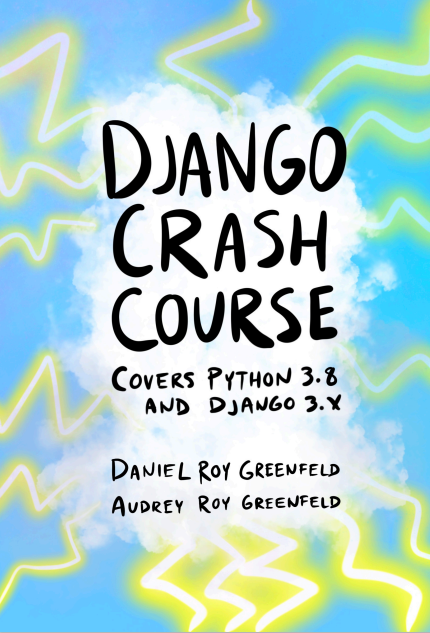 DJANGO
CRASH
COURSE
COVERS PYTHON 3.8
AND DJANGO 3.X
DANIEL ROY GREENFELD
AUDREY ROY GREENFELD